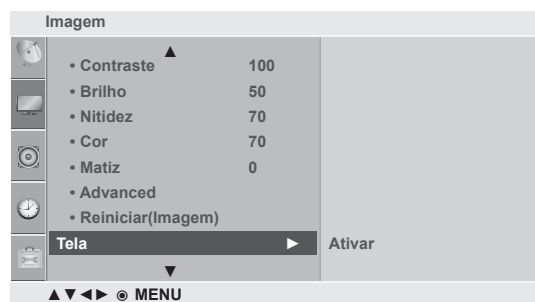 Imagem
▲
• Contraste 100
• Brilho 50
• Nitidez 70
• Cor 70
• Matiz 0
• Advanced
• Reiniciar(Imagem)
Tela ► Ativar
▼
▲▼◄► ◉ MENU